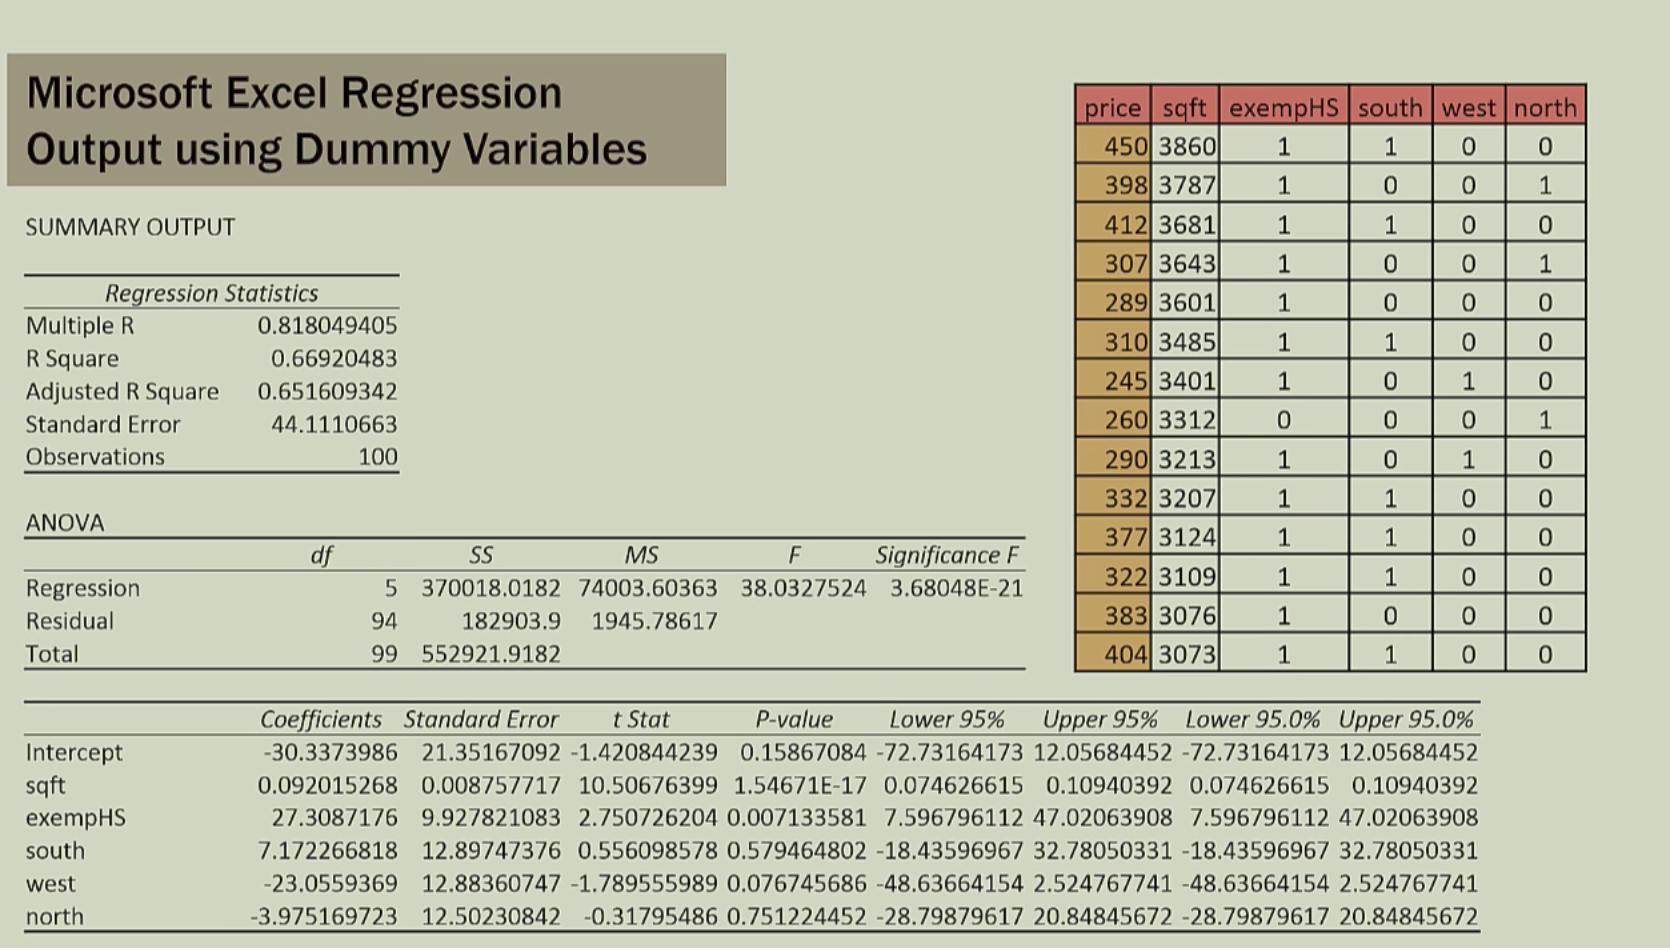 Microsoft Excel Regression
Output using Dummy Variables
SUMMARY OUTPUT
Regression Statistics
Multiple R 0.818049405
R Square 0.66920483
Adjusted R Square 0.651609342
Standard Error 44.1110663
Observations 100
ANOVA
df SS MS F Significance F
Regression 5 370018.0182 74003.60363 38.0327524 3.68048E-21
Residual 94 182903.9 1945.78617
Total 99 552921.9182
price sqft exempHS south west north
450 3860 1 1 0 0
398 3787 1 0 0 1
412 3681 1 1 0 0
307 3643 1 0 0 1
289 3601 1 0 0 0
310 3485 1 1 0 0
245 3401 1 0 1 0
260 3312 0 0 0 1
290 3213 1 0 1 0
332 3207 1 1 0 0
377 3124 1 1 0 0
322 3109 1 1 0 0
383 3076 1 0 0 0
404 3073 1 1 0 0
Coefficients Standard Error t Stat P-value Lower 95% Upper 95% Lower 95.0% Upper 95.0%
Intercept -30.3373986 21.35167092 -1.420844239 0.15867084 -72.73164173 12.05684452 -72.73164173 12.05684452
sqft 0.092015268 0.008757717 10.50676399 1.54671E-17 0.074626615 0.10940392 0.074626615 0.10940392
exempHS 27.3087176 9.927821083 2.750726204 0.007133581 7.596796112 47.02063908 7.596796112 47.02063908
south 7.172266818 12.89747376 0.556098578 0.579464802 -18.43596967 32.78050331 -18.43596967 32.78050331
west -23.0559369 12.88360747 -1.789555989 0.076745686 -48.63664154 2.524767741 -48.63664154 2.524767741
north -3.975169723 12.50230842 -0.31795486 0.751224452 -28.79879617 20.84845672 -28.79879617 20.84845672